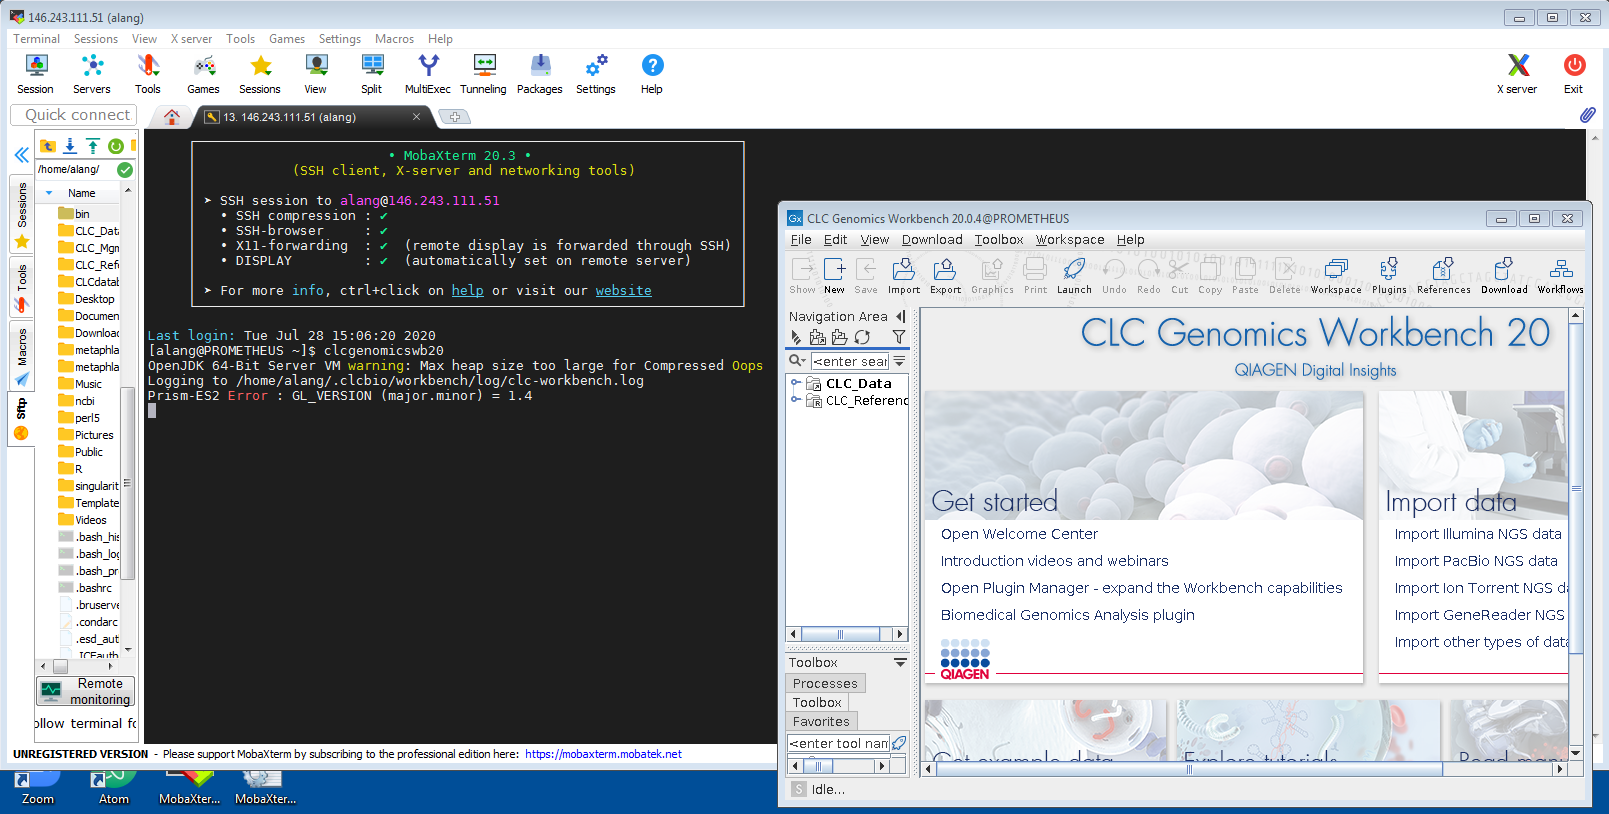 146.243.111.51 (alang)
Terminal Sessions View X server Tools Games Settings Macros Help
Session Servers Tools Games Sessions View Split MultiExec Tunneling Packages Settings Help X server Exit
Quick connect...
13. 146.243.111.51 (alang)
/home/alang/
Name
bin
CLC_Data
CLC_Mgm
CLC_Refe
CLCdatab
Desktop
Documen
Download
metaphla
metaphla
Music
ncbi
perl5
Pictures
Public
R
singularit
Template
Videos
.bash_his
.bash_log
.bash_pr
.bashrc
.bruserve
.condarc
.esd_aut
.ICEauth
Sessions
Tools
Macros
Sftp
Remote
monitoring
ollow terminal fo
• MobaXterm 20.3 •
(SSH client, X-server and networking tools)
➤ SSH session to alang@146.243.111.51
• SSH compression : ✔
• SSH-browser : ✔
• X11-forwarding : ✔ (remote display is forwarded through SSH)
• DISPLAY : ✔ (automatically set on remote server)
➤ For more info, ctrl+click on help or visit our website
Last login: Tue Jul 28 15:06:20 2020
[alang@PROMETHEUS ~]$ clcgenomicswb20
OpenJDK 64-Bit Server VM warning: Max heap size too large for Compressed Oops
Logging to /home/alang/.clcbio/workbench/log/clc-workbench.log
Prism-ES2 Error : GL_VERSION (major.minor) = 1.4
UNREGISTERED VERSION - Please support MobaXterm by subscribing to the professional edition here: https://mobaxterm.mobatek.net
Zoom Atom MobaXter... MobaXter...
Gx CLC Genomics Workbench 20.0.4@PROMETHEUS
File Edit View Download Toolbox Workspace Help
Show New Save Import Export Graphics Print Launch Undo Redo Cut Copy Paste Delete Workspace Plugins References Download Workflows
Navigation Area
<enter sear
CLC_Data
CLC_Referenc
Toolbox
Processes
Toolbox
Favorites
<enter tool nam
S Idle...
CLC Genomics Workbench 20
QIAGEN Digital Insights
Get started
Open Welcome Center
Introduction videos and webinars
Open Plugin Manager - expand the Workbench capabilities
Biomedical Genomics Analysis plugin
QIAGEN
Import data
Import Illumina NGS data
Import PacBio NGS data
Import Ion Torrent NGS da
Import GeneReader NGS
Import other types of data
Get example data
Explore tutorials
Read man